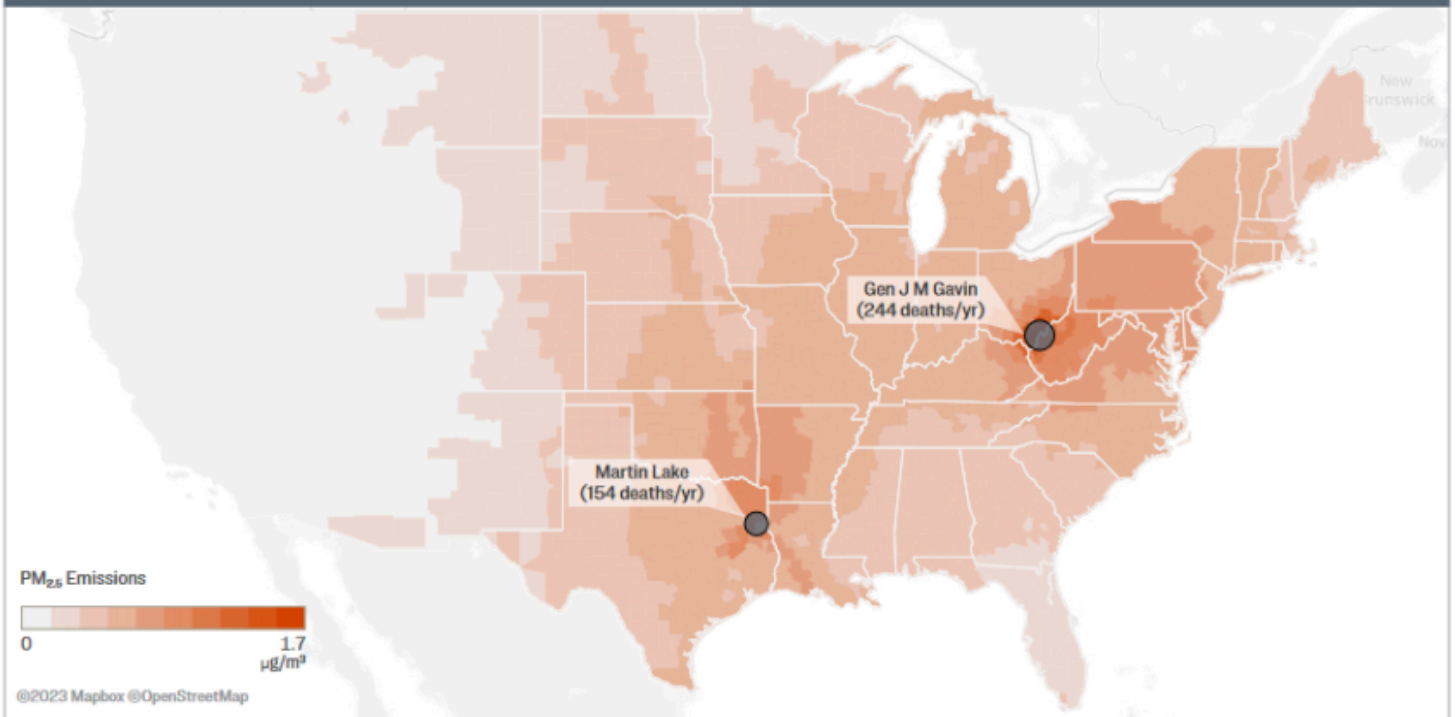 New
Brunswick
Nov
Gen J M Gavin
(244 deaths/yr)
Martin Lake
(154 deaths/yr)
PM₂.₅ Emissions
0
1.7
µg/m³
©2023 Mapbox ©OpenStreetMap